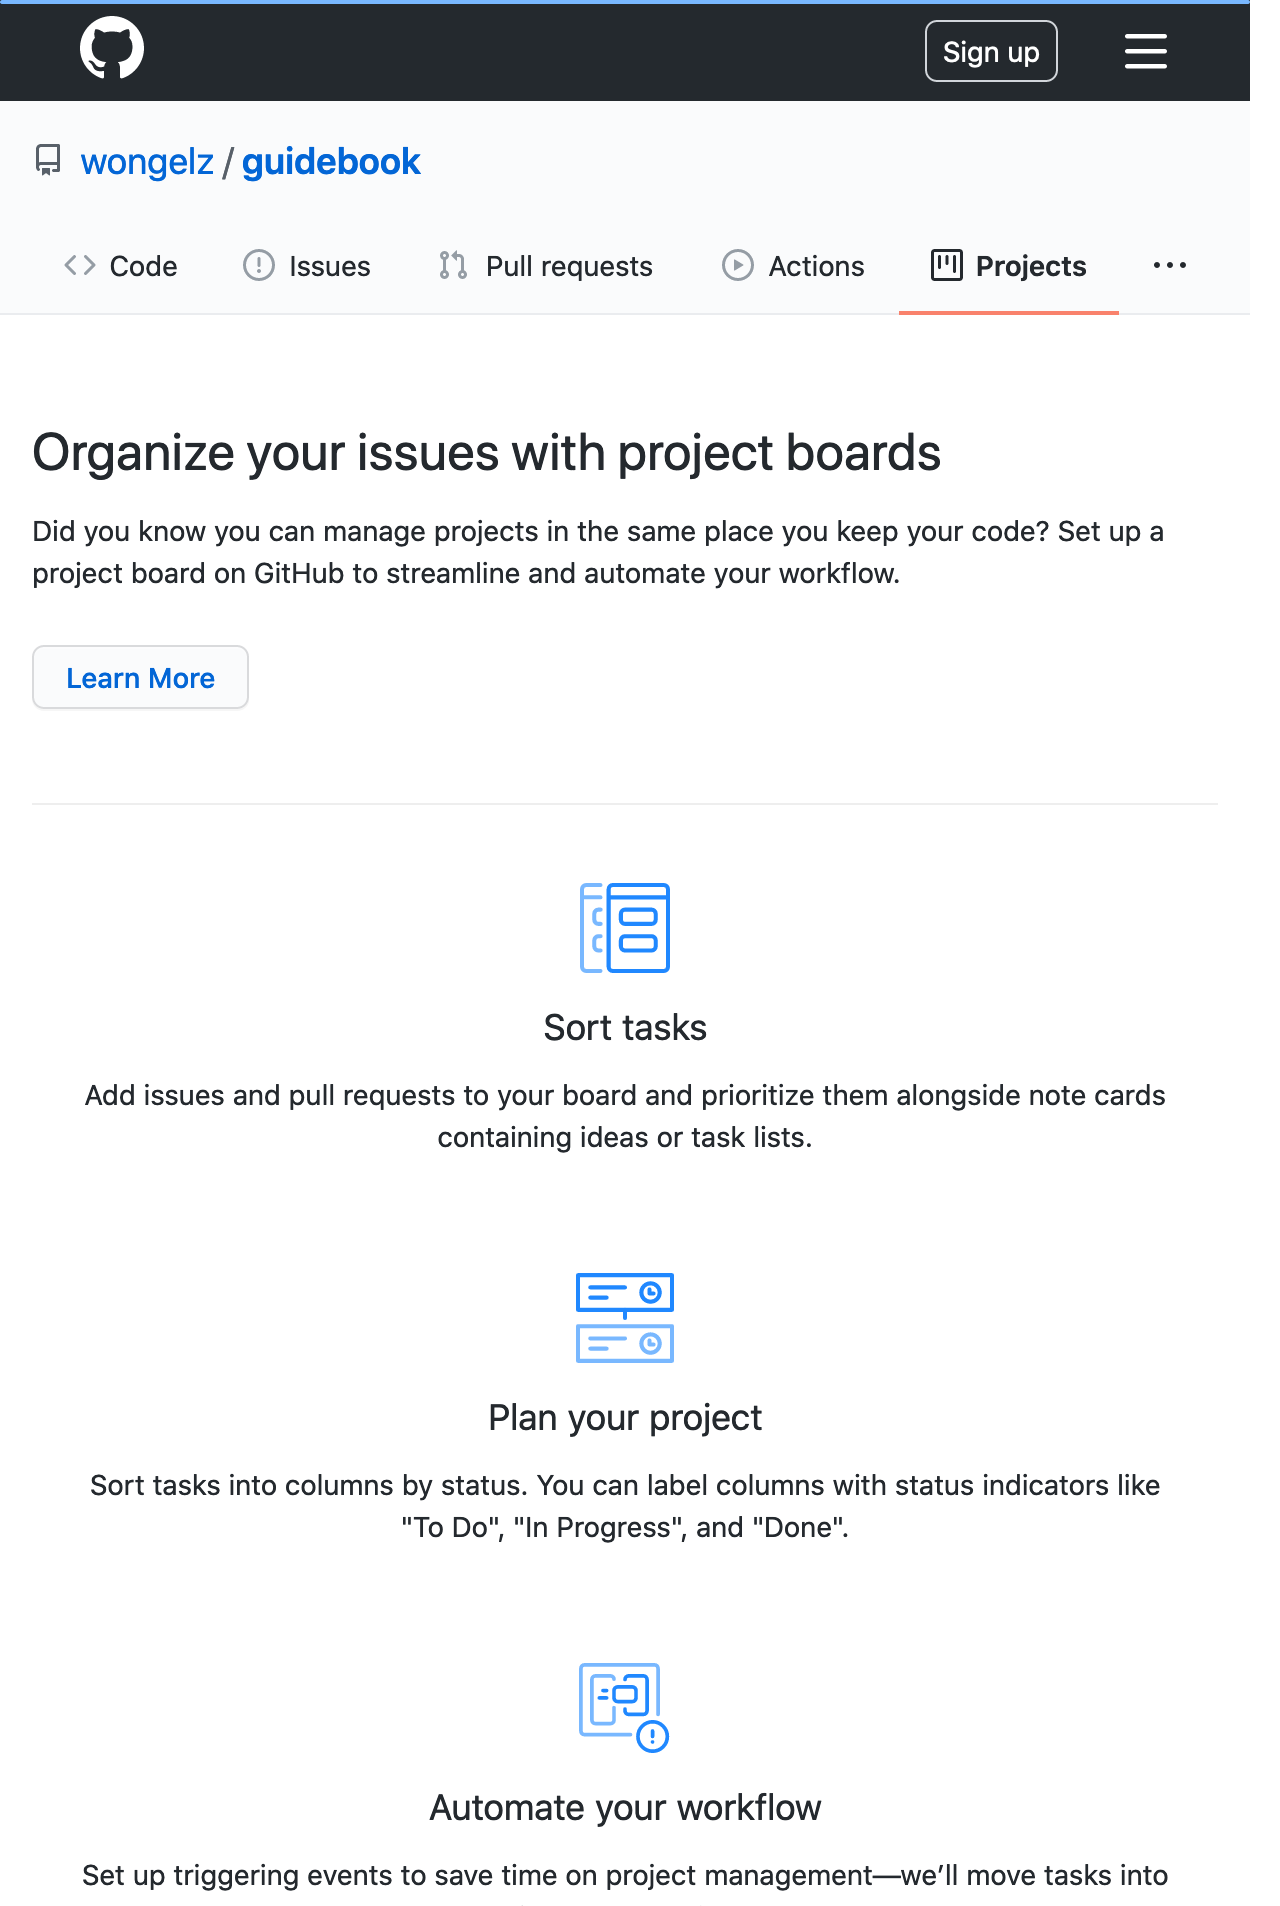 Sign up
wongelz / guidebook
Code Issues Pull requests Actions Projects
Organize your issues with project boards
Did you know you can manage projects in the same place you keep your code? Set up a
project board on GitHub to streamline and automate your workflow.
Learn More
Sort tasks
Add issues and pull requests to your board and prioritize them alongside note cards
containing ideas or task lists.
Plan your project
Sort tasks into columns by status. You can label columns with status indicators like
"To Do", "In Progress", and "Done".
Automate your workflow
Set up triggering events to save time on project management—we’ll move tasks into